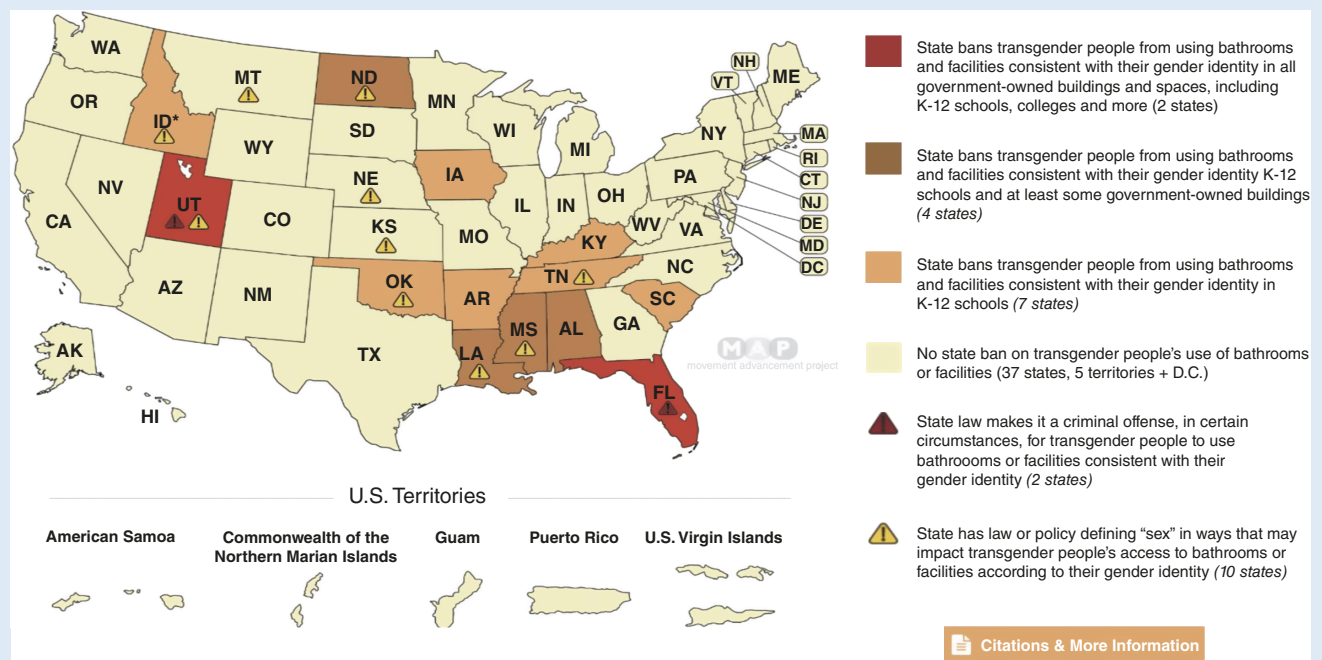 WA
OR
CA
NV
ID*
MT
WY
UT
AZ
CO
NM
ND
SD
NE
KS
OK
TX
MN
IA
MO
AR
LA
WI
IL
MI
IN
OH
KY
TN
MS
AL
GA
FL
SC
NC
VA
WV
PA
NY
VT
NH
ME
MA
RI
CT
NJ
DE
MD
DC
AK
HI
MAP
movement advancement project
U.S. Territories
American Samoa
Commonwealth of the
Northern Marian Islands
Guam
Puerto Rico
U.S. Virgin Islands
State bans transgender people from using bathrooms
and facilities consistent with their gender identity in all
government-owned buildings and spaces, including
K-12 schools, colleges and more (2 states)
State bans transgender people from using bathrooms
and facilities consistent with their gender identity K-12
schools and at least some government-owned buildings
(4 states)
State bans transgender people from using bathrooms
and facilities consistent with their gender identity in
K-12 schools (7 states)
No state ban on transgender people's use of bathrooms
or facilities (37 states, 5 territories + D.C.)
State law makes it a criminal offense, in certain
circumstances, for transgender people to use
bathroooms or facilities consistent with their
gender identity (2 states)
State has law or policy defining “sex” in ways that may
impact transgender people's access to bathrooms or
facilities according to their gender identity (10 states)
Citations & More Information